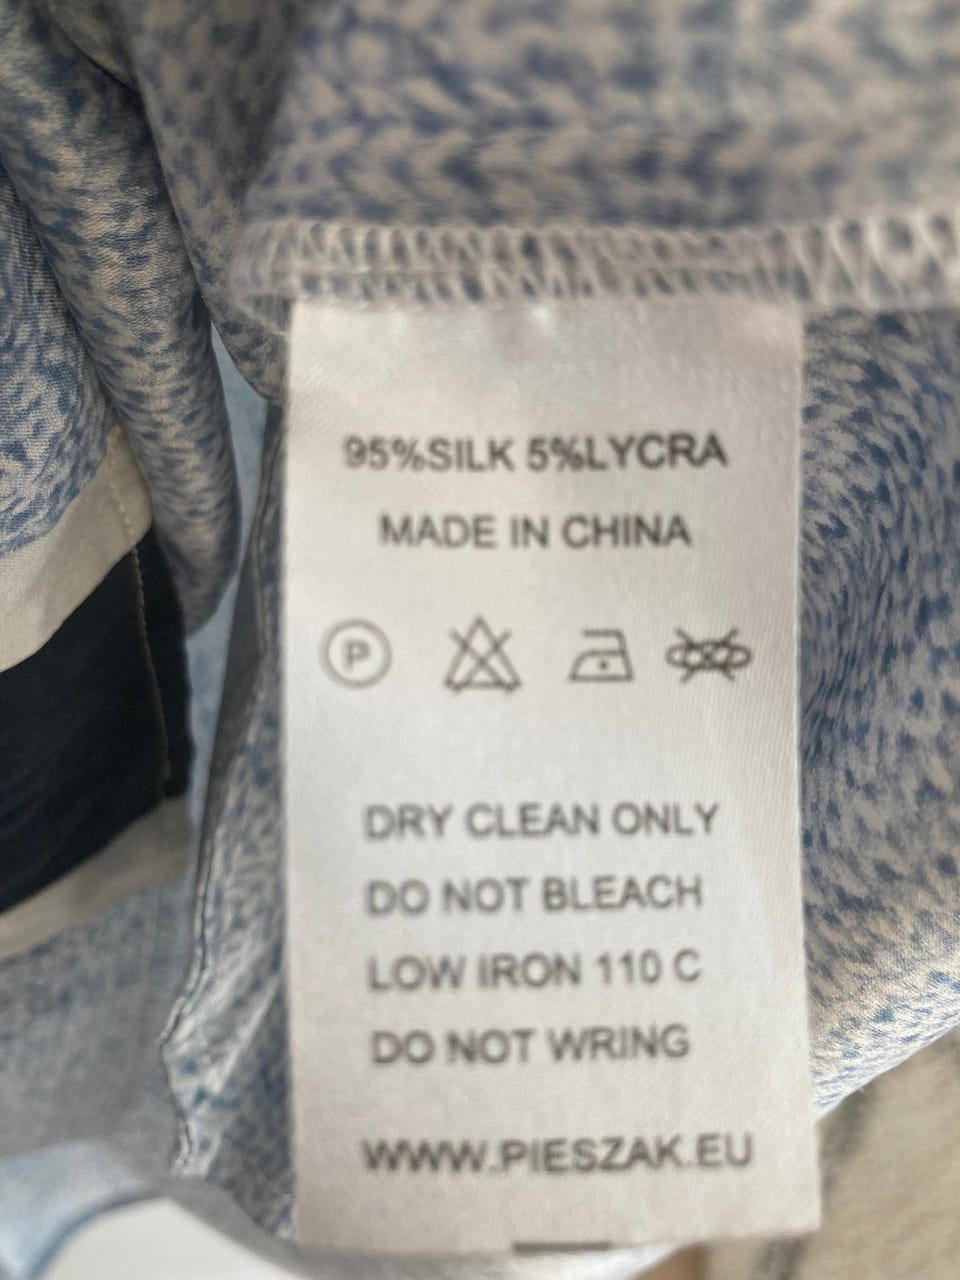 95%SILK 5%LYCRA
MADE IN CHINA
P
DRY CLEAN ONLY
DO NOT BLEACH
LOW IRON 110 C
DO NOT WRING
WWW.PIESZAK.EU